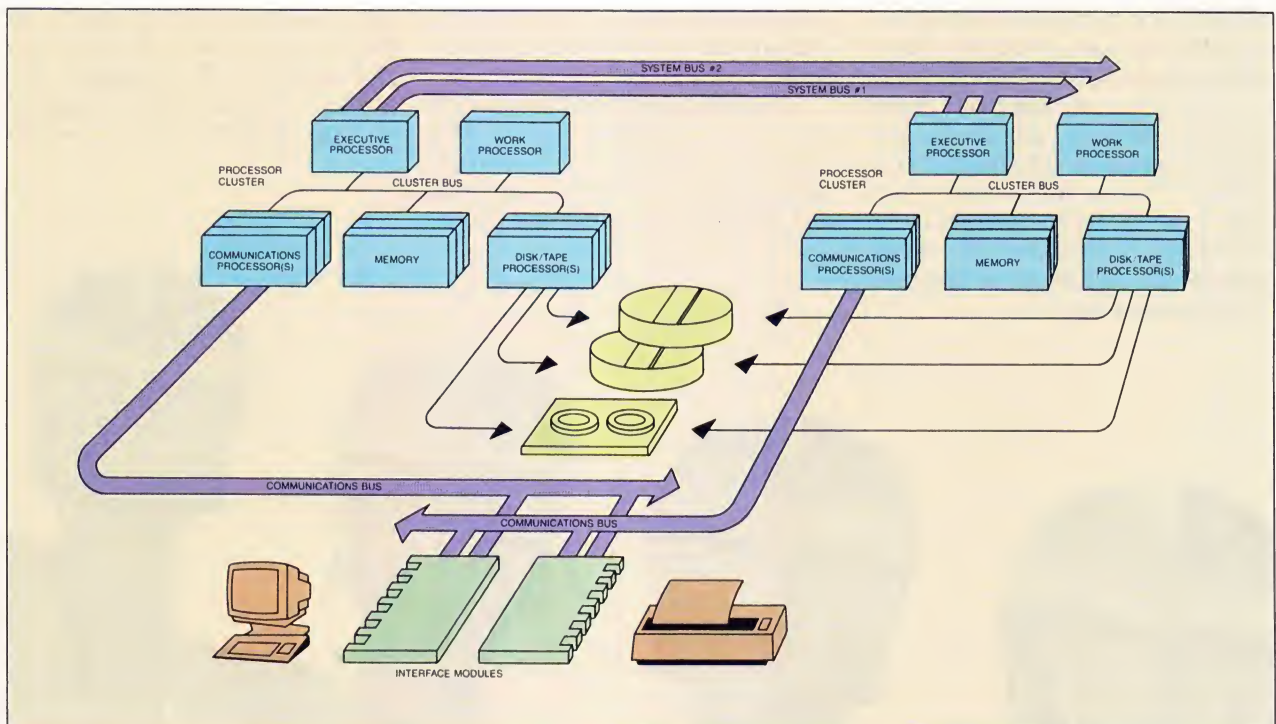 SYSTEM BUS #2
SYSTEM BUS #1
EXECUTIVE
PROCESSOR
WORK
PROCESSOR
EXECUTIVE
PROCESSOR
WORK
PROCESSOR
PROCESSOR
CLUSTER
CLUSTER BUS
PROCESSOR
CLUSTER
CLUSTER BUS
COMMUNICATIONS
PROCESSOR(S)
MEMORY
DISK/TAPE
PROCESSOR(S)
COMMUNICATIONS
PROCESSOR(S)
MEMORY
DISK/TAPE
PROCESSOR(S)
COMMUNICATIONS BUS
COMMUNICATIONS BUS
INTERFACE MODULES